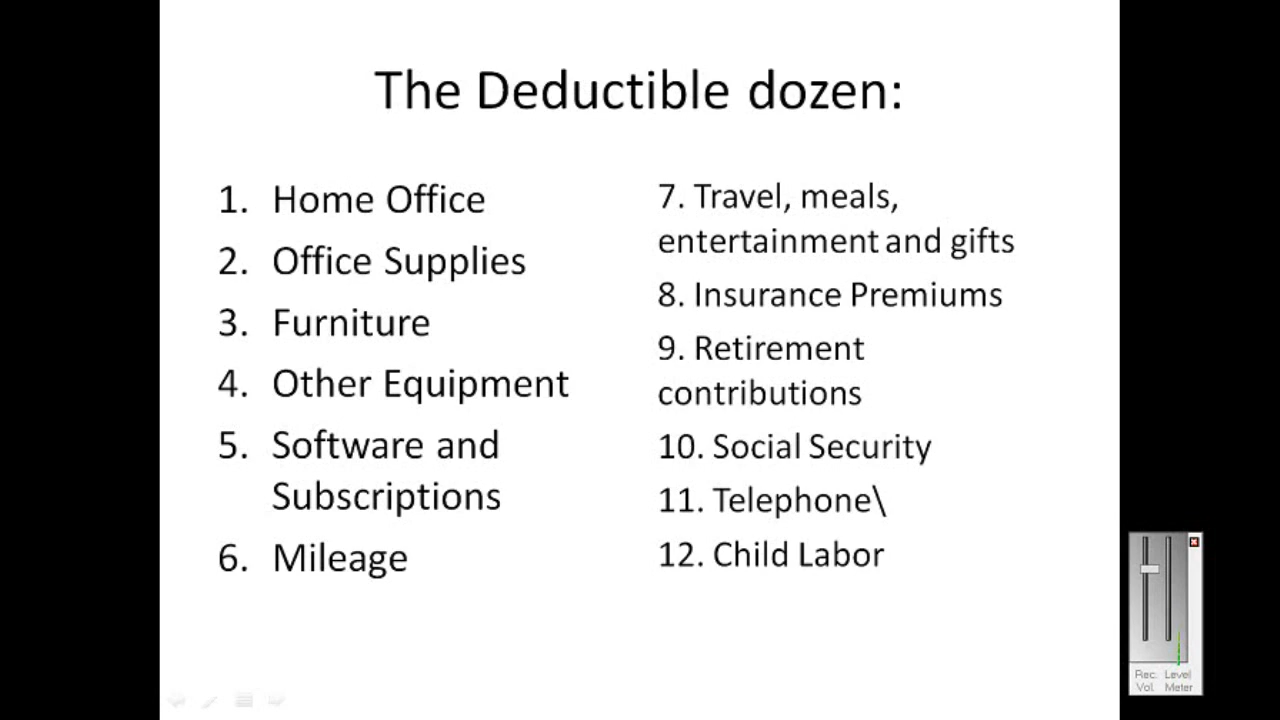 The Deductible dozen:
1. Home Office
2. Office Supplies
3. Furniture
4. Other Equipment
5. Software and
Subscriptions
6. Mileage
7. Travel, meals,
entertainment and gifts
8. Insurance Premiums
9. Retirement
contributions
10. Social Security
11. Telephone\
12. Child Labor
Rec. Level
Vol. Meter